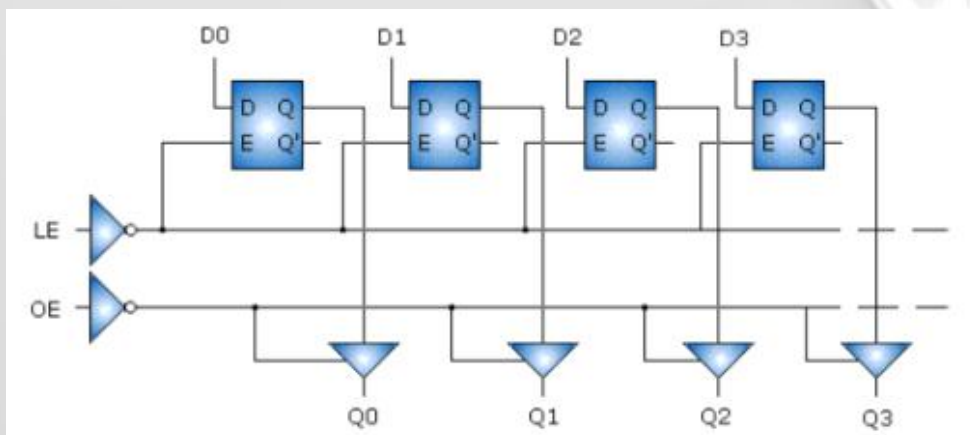 D0 D1 D2 D3
D Q D Q D Q D Q
E Q' E Q' E Q' E Q'
LE
OE
Q0 Q1 Q2 Q3